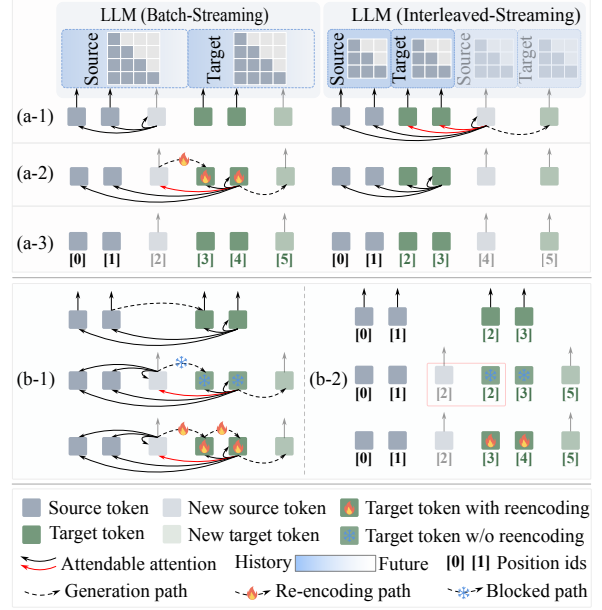 LLM (Batch-Streaming) LLM (Interleaved-Streaming)
Source Target Source Target Source Target
(a-1)
(a-2)
(a-3)
[0] [1] [2] [3] [4] [5] [0] [1] [2] [3] [4] [5]
[0] [1] [2] [3]
(b-1) (b-2)
[0] [1] [2] [2] [3] [5]
[0] [1] [2] [3] [4] [5]
Source token New source token Target token with reencoding
Target token New target token Target token w/o reencoding
Attendable attention History Future [0] [1] Position ids
Generation path Re-encoding path Blocked path